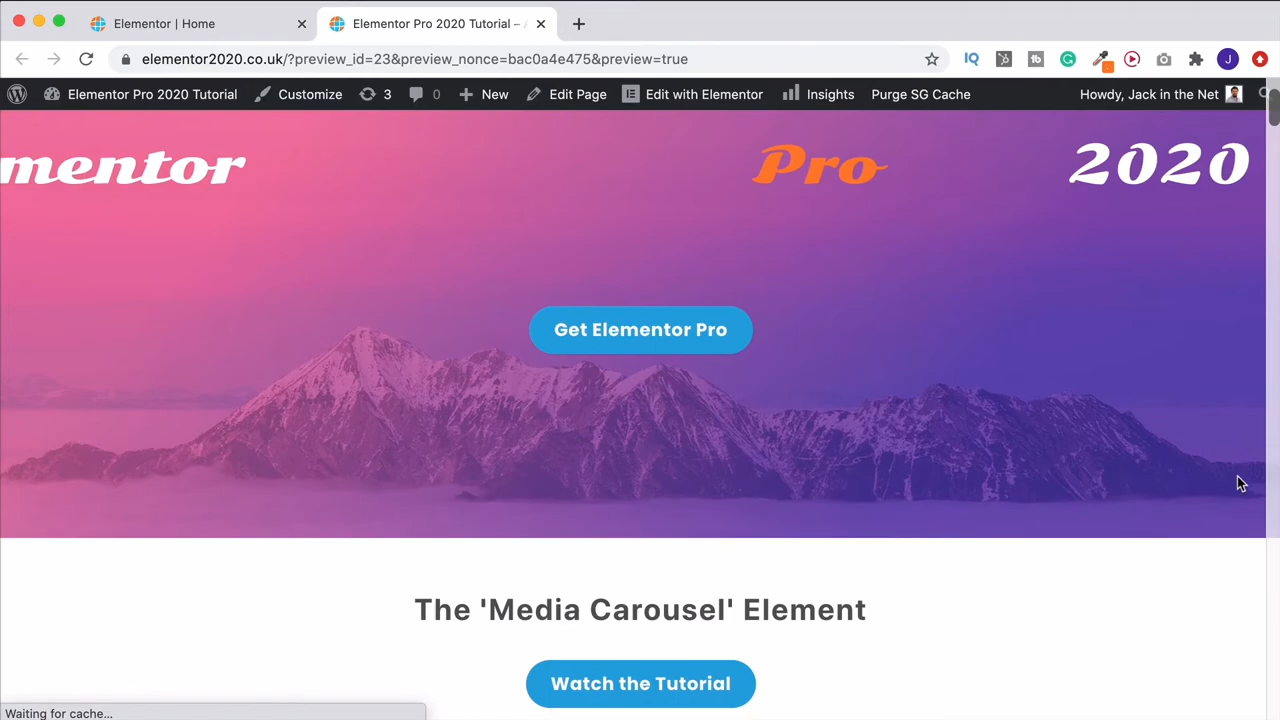 Elementor | Home
Elementor Pro 2020 Tutorial –
elementor2020.co.uk/?preview_id=23&preview_nonce=bac0a4e475&preview=true
IQ
tb
J
Elementor Pro 2020 Tutorial
Customize
3
0
New
Edit Page
Edit with Elementor
Insights
Purge SG Cache
Howdy, Jack in the Net
mentor Pro 2020
Get Elementor Pro
The 'Media Carousel' Element
Watch the Tutorial
Waiting for cache...